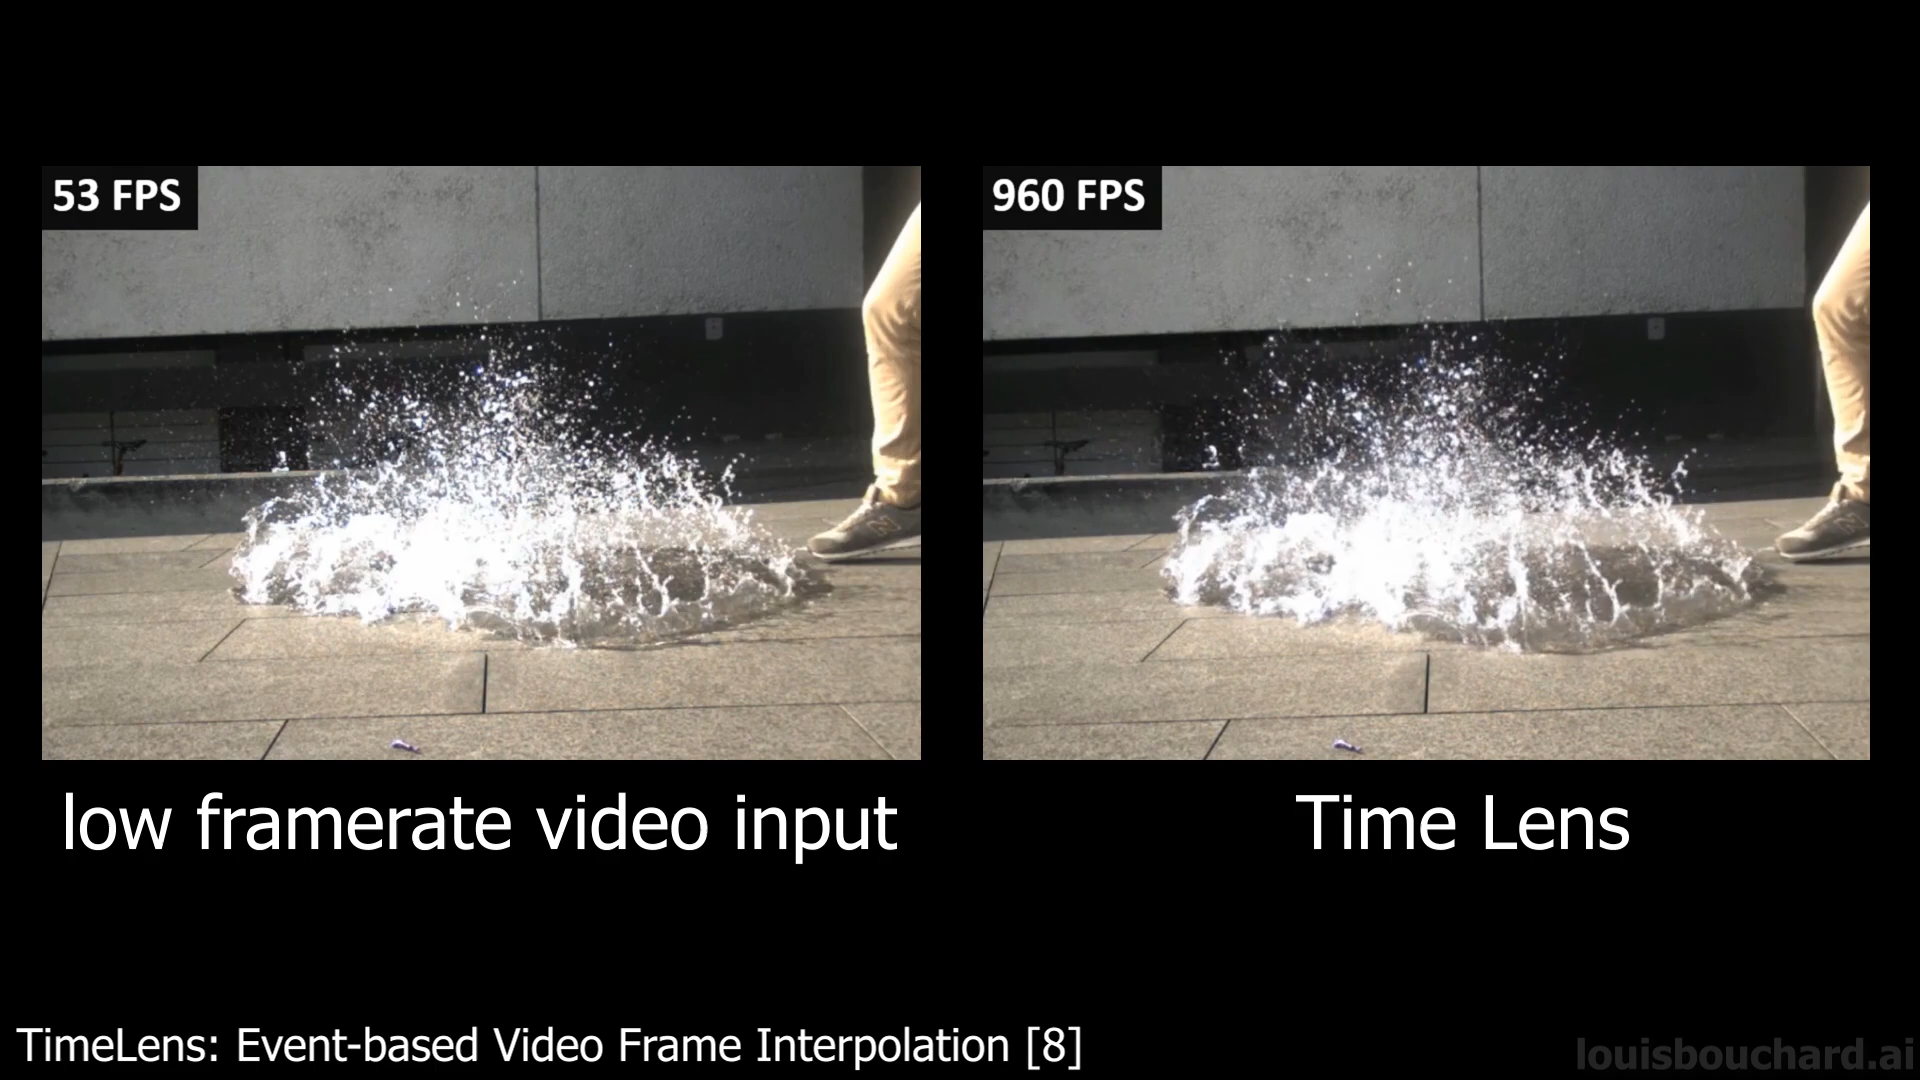 53 FPS
960 FPS
low framerate video input
Time Lens
TimeLens: Event-based Video Frame Interpolation [8]
louisbouchard.ai